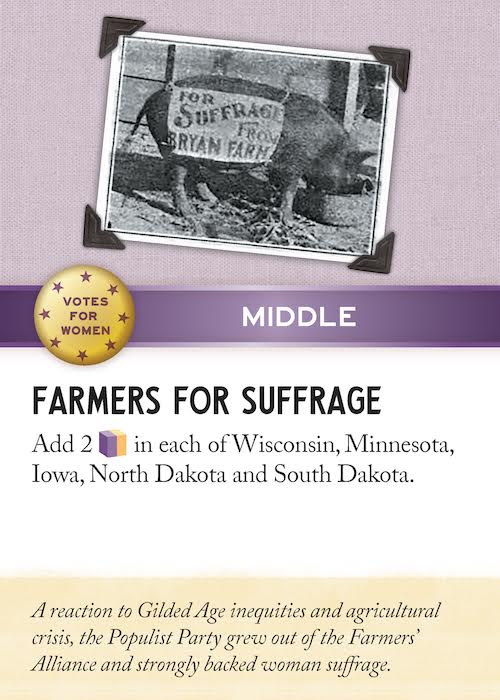 FOR
SUFFRAGE
FROM
BRYAN FARM
VOTES
FOR
WOMEN
MIDDLE
FARMERS FOR SUFFRAGE
Add 2 in each of Wisconsin, Minnesota,
Iowa, North Dakota and South Dakota.
A reaction to Gilded Age inequities and agricultural
crisis, the Populist Party grew out of the Farmers’
Alliance and strongly backed woman suffrage.